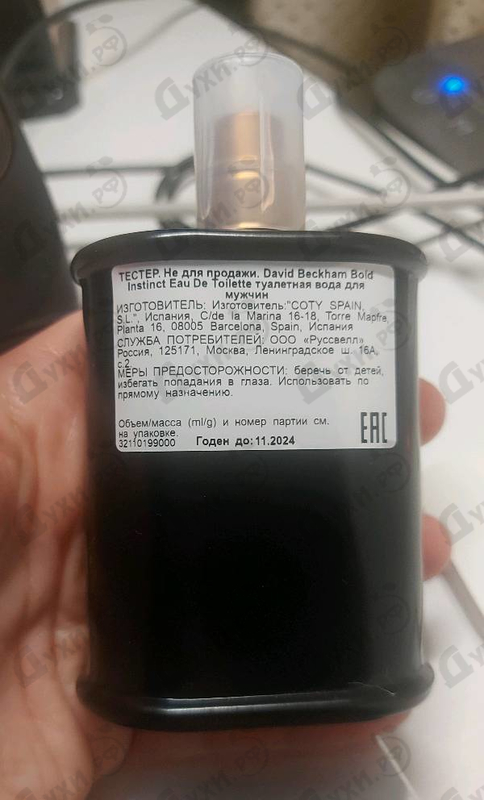 ТЕСТЕР. Не для продажи. David Beckham Bold
Instinct Eau De Toilette туалетная вода для
мужчин
ИЗГОТОВИТЕЛЬ: Изготовитель:"COTY SPAIN,
S.L.", Испания, C/de la Marina 16-18, Torre Mapfre,
Planta 16, 08005 Barcelona, Spain, Испания
СЛУЖБА ПОТРЕБИТЕЛЕЙ: ООО «Руссвелл»
Россия, 125171, Москва, Ленинградское ш. 16А,
с.2
МЕРЫ ПРЕДОСТОРОЖНОСТИ: беречь от детей,
избегать попадания в глаза. Использовать по
прямому назначению.
Объем/масса (ml/g) и номер партии см.
на упаковке.
32110199000 Годен до: 11.2024
EAC
Духи.РФ